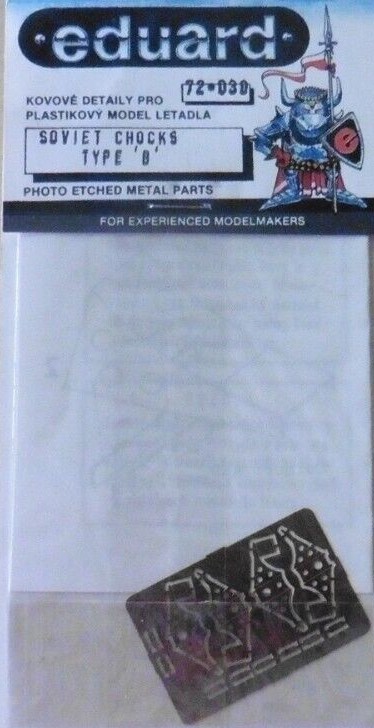 eduard
72-030
KOVOVÉ DETAILY PRO
PLASTIKOVÝ MODEL LETADLA
SOVIET CHOCKS
TYPE 'B'
PHOTO ETCHED METAL PARTS
e
FOR EXPERIENCED MODELMAKERS